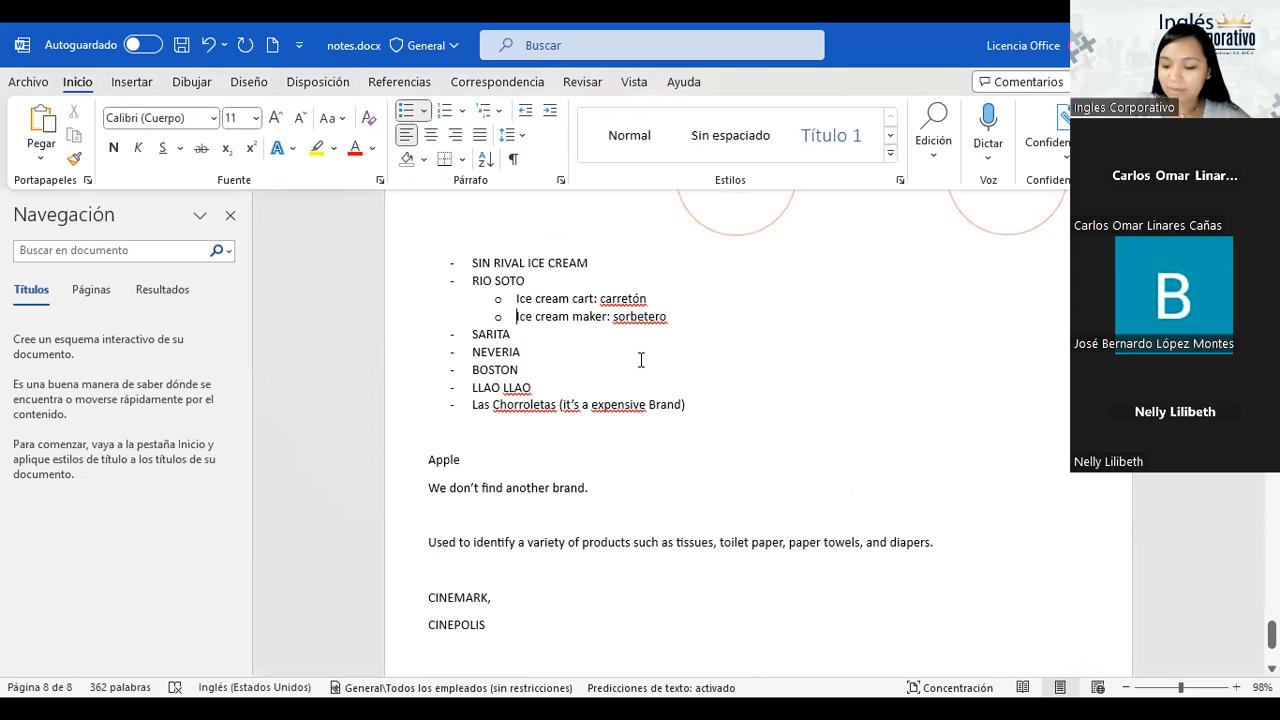 Autoguardado
notes.docx
General
Buscar
Licencia Office
Inglés
Archivo Inicio Insertar Dibujar Diseño Disposición Referencias Correspondencia Revisar Vista Ayuda
Comentarios
Ingles Corporativo
Pegar
Calibri (Cuerpo) 11
Normal
Sin espaciado
Título 1
Edición
Dictar
Confiden
Portapapeles
Fuente
Párrafo
Estilos
Voz
Confiden
Carlos Omar Linar...
Carlos Omar Linares Cañas
B
José Bernardo López Montes
Nelly Lilibeth
Nelly Lilibeth
Navegación
Buscar en documento
Títulos Páginas Resultados
Cree un esquema interactivo de su
documento.
Es una buena manera de saber dónde se
encuentra o moverse rápidamente por el
contenido.
Para comenzar, vaya a la pestaña Inicio y
aplique estilos de título a los títulos de su
documento.
- SIN RIVAL ICE CREAM
- RIO SOTO
o Ice cream cart: carretón
o Ice cream maker: sorbetero
- SARITA
- NEVERIA
- BOSTON
- LLAO LLAO
- Las Chorroletas (it's a expensive Brand)
Apple
We don't find another brand.
Used to identify a variety of products such as tissues, toilet paper, paper towels, and diapers.
CINEMARK,
CINEPOLIS
Página 8 de 8
362 palabras
Inglés (Estados Unidos)
General\Todos los empleados (sin restricciones)
Predicciones de texto: activado
Concentración
98%